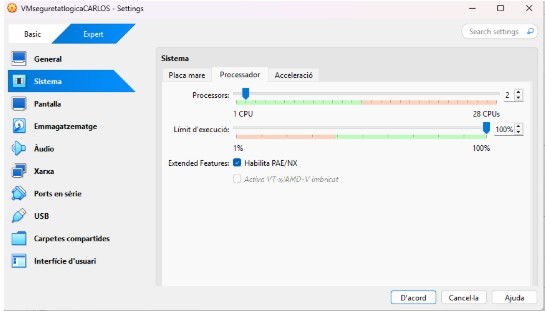 VMseguretatlogicaCARLOS - Settings
Basic Expert Search settings
General
Sistema
Pantalla
Emmagatzematge
Àudio
Xarxa
Ports en sèrie
USB
Carpetes compartides
Interfície d'usuari
Sistema
Placa mare Processador Acceleració
Processors: 2
1 CPU 28 CPUs
Límit d'execució: 100%
1% 100%
Extended Features: Habilita PAE/NX
Activa VT-x/AMD-V imbricat
D'acord Cancel·la Ajuda